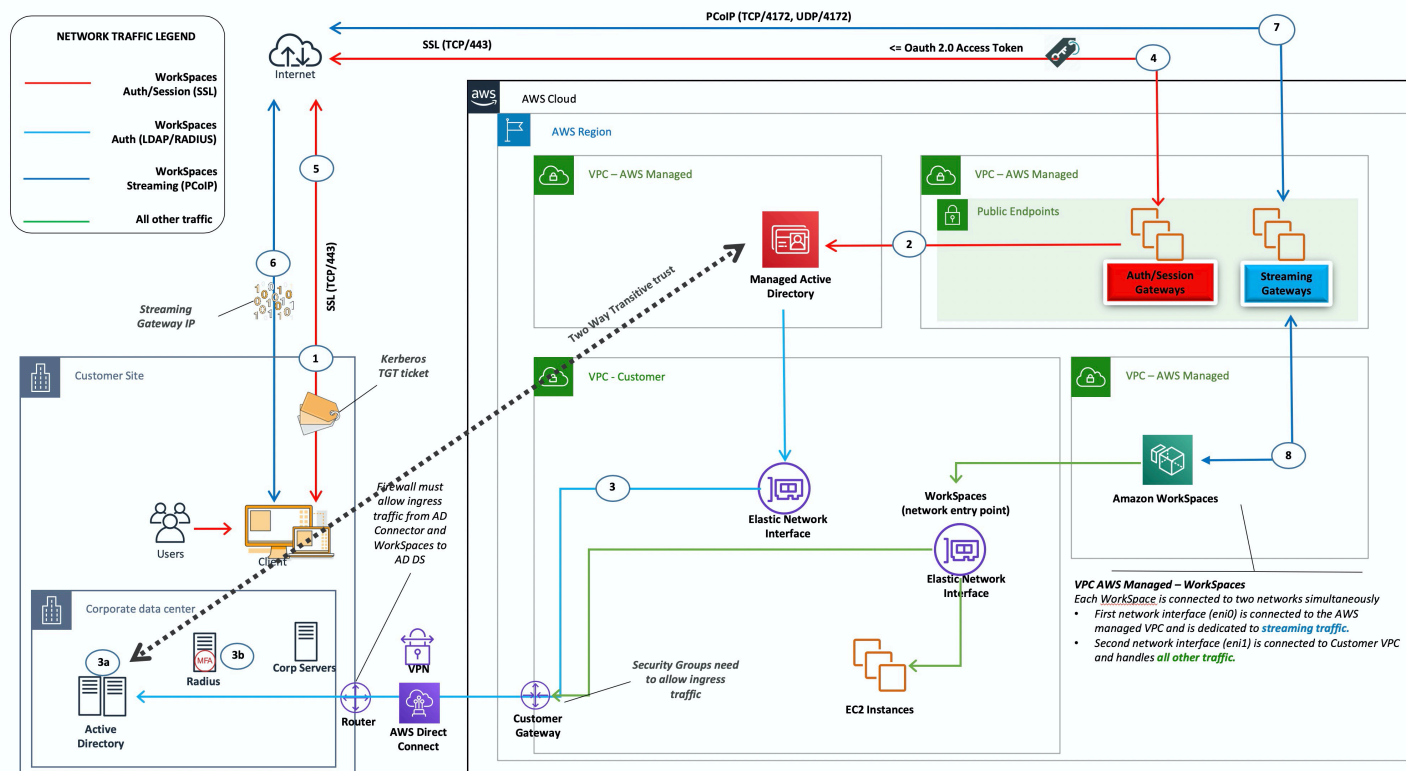 PCoIP (TCP/4172, UDP/4172)
7
NETWORK TRAFFIC LEGEND
WorkSpaces
Auth/Session (SSL)
WorkSpaces
Auth (LDAP/RADIUS)
WorkSpaces
Streaming (PCoIP)
All other traffic
Internet
SSL (TCP/443)
<= Oauth 2.0 Access Token
4
aws
AWS Cloud
AWS Region
5
6
SSL (TCP/443)
Streaming
Gateway IP
1
Kerberos
TGT ticket
VPC – AWS Managed
Managed Active
Directory
2
VPC – AWS Managed
Public Endpoints
Auth/Session
Gateways
Streaming
Gateways
Two Way Transitive trust
Customer Site
Users
Client
Firewall must
allow ingress
traffic from AD
Connector and
WorkSpaces to
AD DS
Corporate data center
3a
MFA
3b
Radius
Corp Servers
Active
Directory
Router
VPN
AWS Direct
Connect
VPC - Customer
3
Elastic Network
Interface
WorkSpaces
(network entry point)
Elastic Network
Interface
Customer
Gateway
Security Groups need
to allow ingress
traffic
EC2 Instances
VPC – AWS Managed
8
Amazon WorkSpaces
VPC AWS Managed – WorkSpaces
Each WorkSpace is connected to two networks simultaneously
• First network interface (eni0) is connected to the AWS
managed VPC and is dedicated to streaming traffic.
• Second network interface (eni1) is connected to Customer VPC
and handles all other traffic.